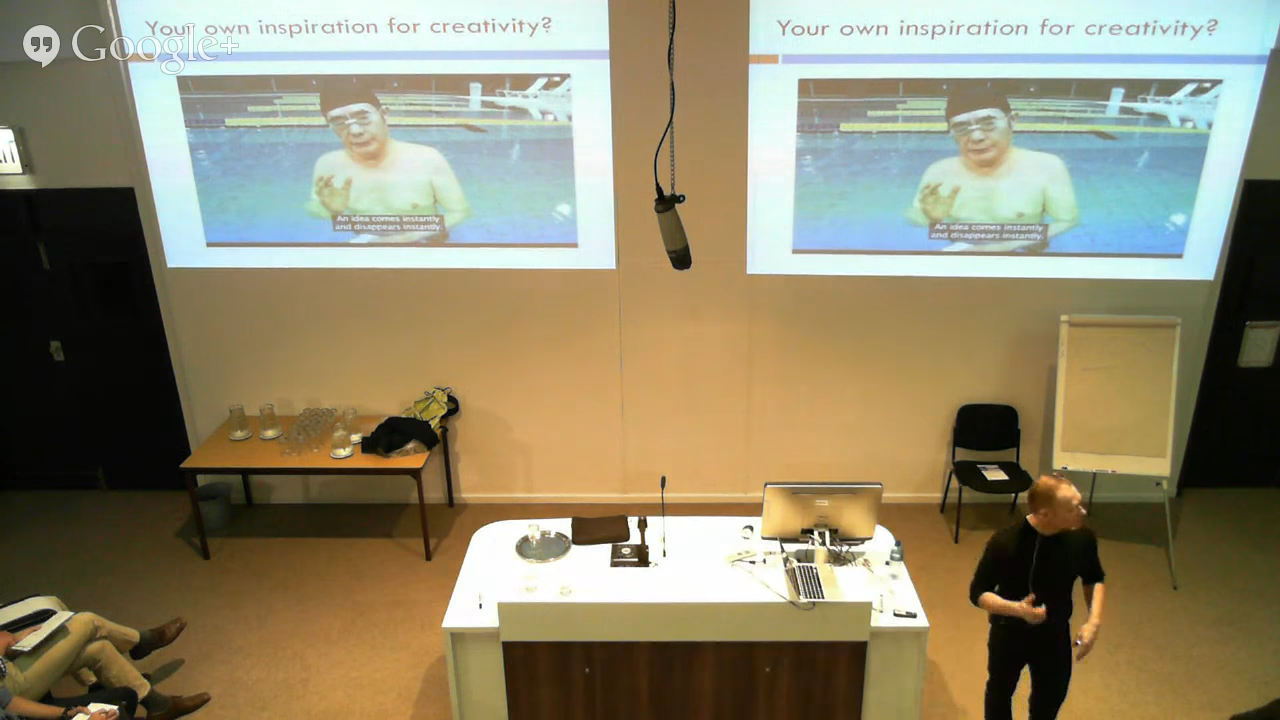 Google+
Your own inspiration for creativity?
Your own inspiration for creativity?
An idea comes instantly
and disappears instantly.
An idea comes instantly
and disappears instantly.